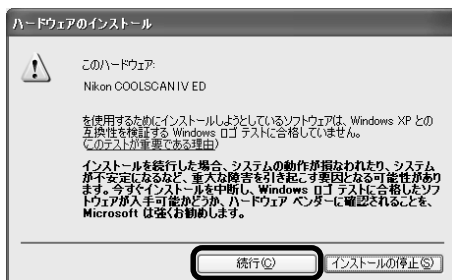 ハードウェアのインストール
このハードウェア:
Nikon COOLSCAN IV ED
を使用するためにインストールしようとしているソフトウェアは、Windows XP との
互換性を検証する Windows ロゴ テストに合格していません。
(このテストが重要である理由)
インストールを続行した場合、システムの動作が損なわれたり、システム
が不安定になるなど、重大な障害を引き起こす要因となる可能性があり
ます。今すぐインストールを中断し、Windows ロゴ テストに合格したソフ
トウェアが入手可能かどうか、ハードウェア ベンダーに確認されることを、
Microsoft は強くお勧めします。
続行(C)
インストールの停止(S)